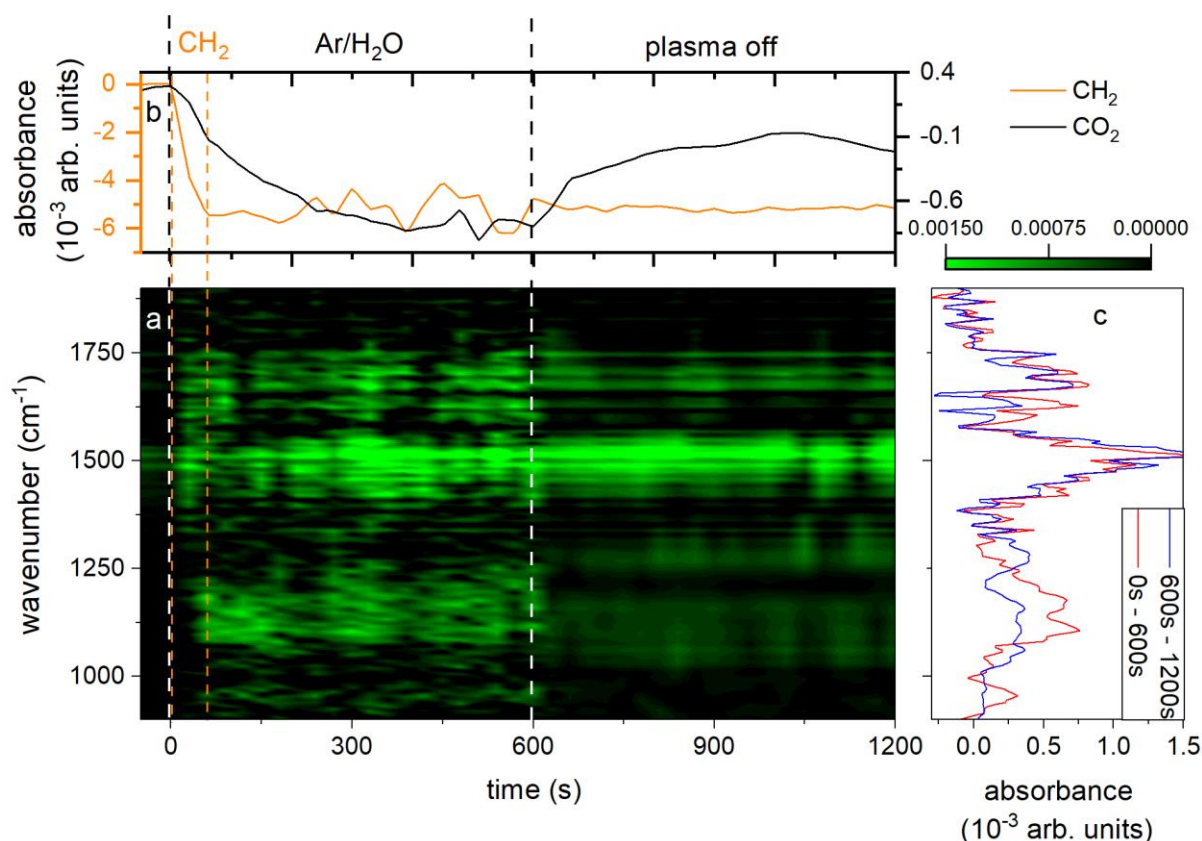 CH₂ Ar/H₂O plasma off
absorbance
(10⁻³ arb. units)
0
-2
-4
-6
b
0.4
-0.1
-0.6
CH₂
CO₂
0.00150 0.00075 0.00000
wavenumber (cm⁻¹)
1750
1500
1250
1000
a
0 300 600 900 1200
time (s)
c
600s - 1200s
0s - 600s
0.0 0.5 1.0 1.5
absorbance
(10⁻³ arb. units)